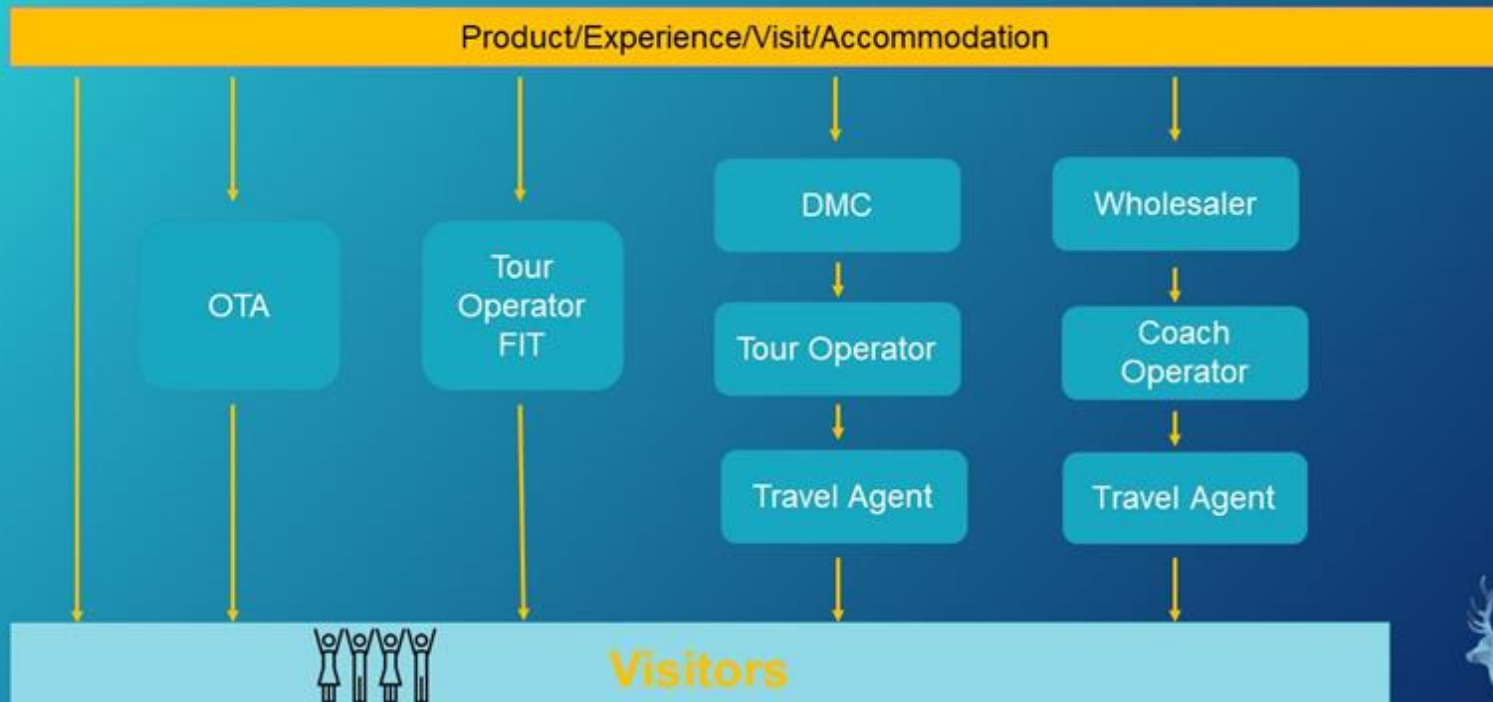 Product/Experience/Visit/Accommodation
OTA
Tour
Operator
FIT
DMC
Tour Operator
Travel Agent
Wholesaler
Coach
Operator
Travel Agent
Visitors